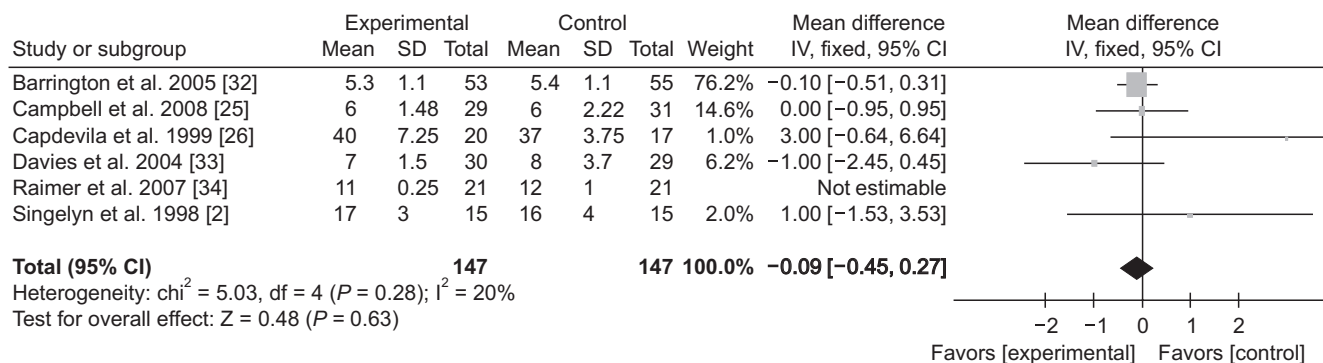 Experimental Control Mean difference Mean difference
Study or subgroup Mean SD Total Mean SD Total Weight IV, fixed, 95% CI IV, fixed, 95% CI
Barrington et al. 2005 [32] 5.3 1.1 53 5.4 1.1 55 76.2% −0.10 [−0.51, 0.31]
Campbell et al. 2008 [25] 6 1.48 29 6 2.22 31 14.6% 0.00 [−0.95, 0.95]
Capdevila et al. 1999 [26] 40 7.25 20 37 3.75 17 1.0% 3.00 [−0.64, 6.64]
Davies et al. 2004 [33] 7 1.5 30 8 3.7 29 6.2% −1.00 [−2.45, 0.45]
Raimer et al. 2007 [34] 11 0.25 21 12 1 21 Not estimable
Singelyn et al. 1998 [2] 17 3 15 16 4 15 2.0% 1.00 [−1.53, 3.53]
Total (95% CI) 147 147 100.0% −0.09 [−0.45, 0.27]
Heterogeneity: chi² = 5.03, df = 4 (P = 0.28); I² = 20%
Test for overall effect: Z = 0.48 (P = 0.63)
−2 −1 0 1 2
Favors [experimental] Favors [control]